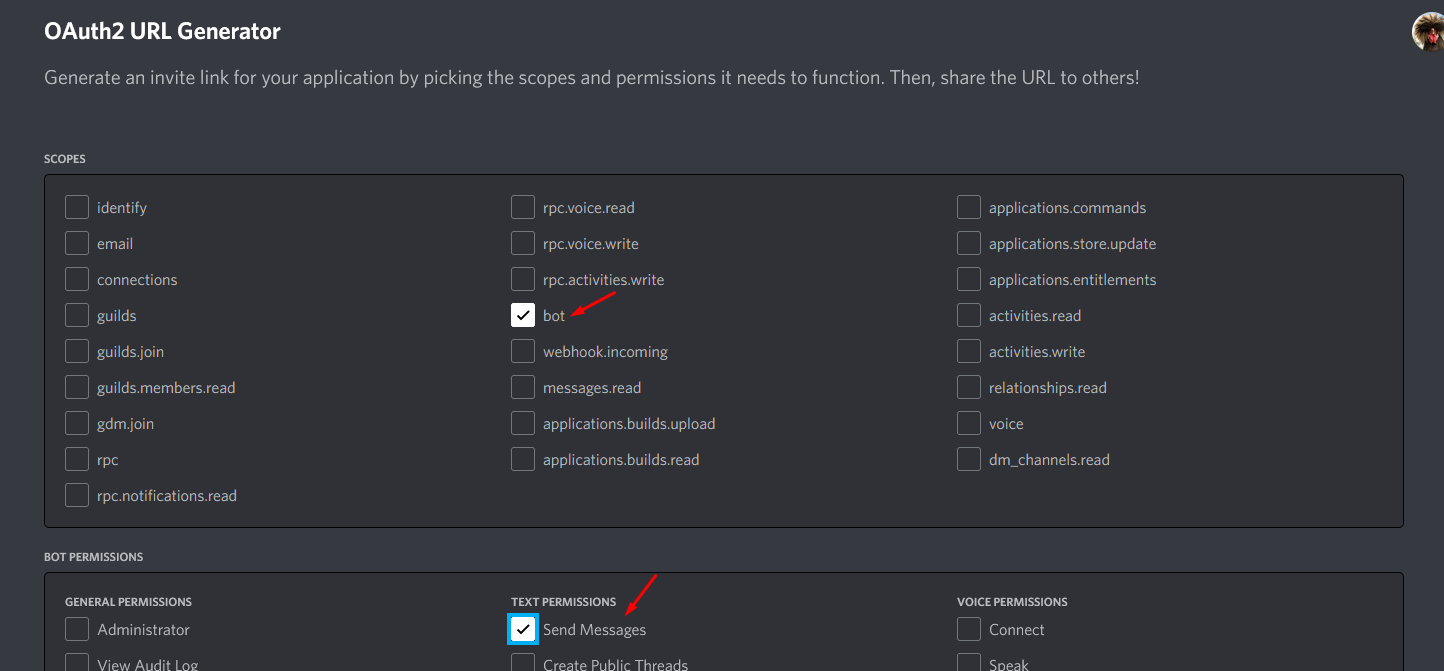 OAuth2 URL Generator
Generate an invite link for your application by picking the scopes and permissions it needs to function. Then, share the URL to others!
SCOPES
identify
email
connections
guilds
guilds.join
guilds.members.read
gdm.join
rpc
rpc.notifications.read
rpc.voice.read
rpc.voice.write
rpc.activities.write
bot
webhook.incoming
messages.read
applications.builds.upload
applications.builds.read
applications.commands
applications.store.update
applications.entitlements
activities.read
activities.write
relationships.read
voice
dm_channels.read
BOT PERMISSIONS
GENERAL PERMISSIONS
Administrator
View Audit Log
TEXT PERMISSIONS
Send Messages
Create Public Threads
VOICE PERMISSIONS
Connect
Speak